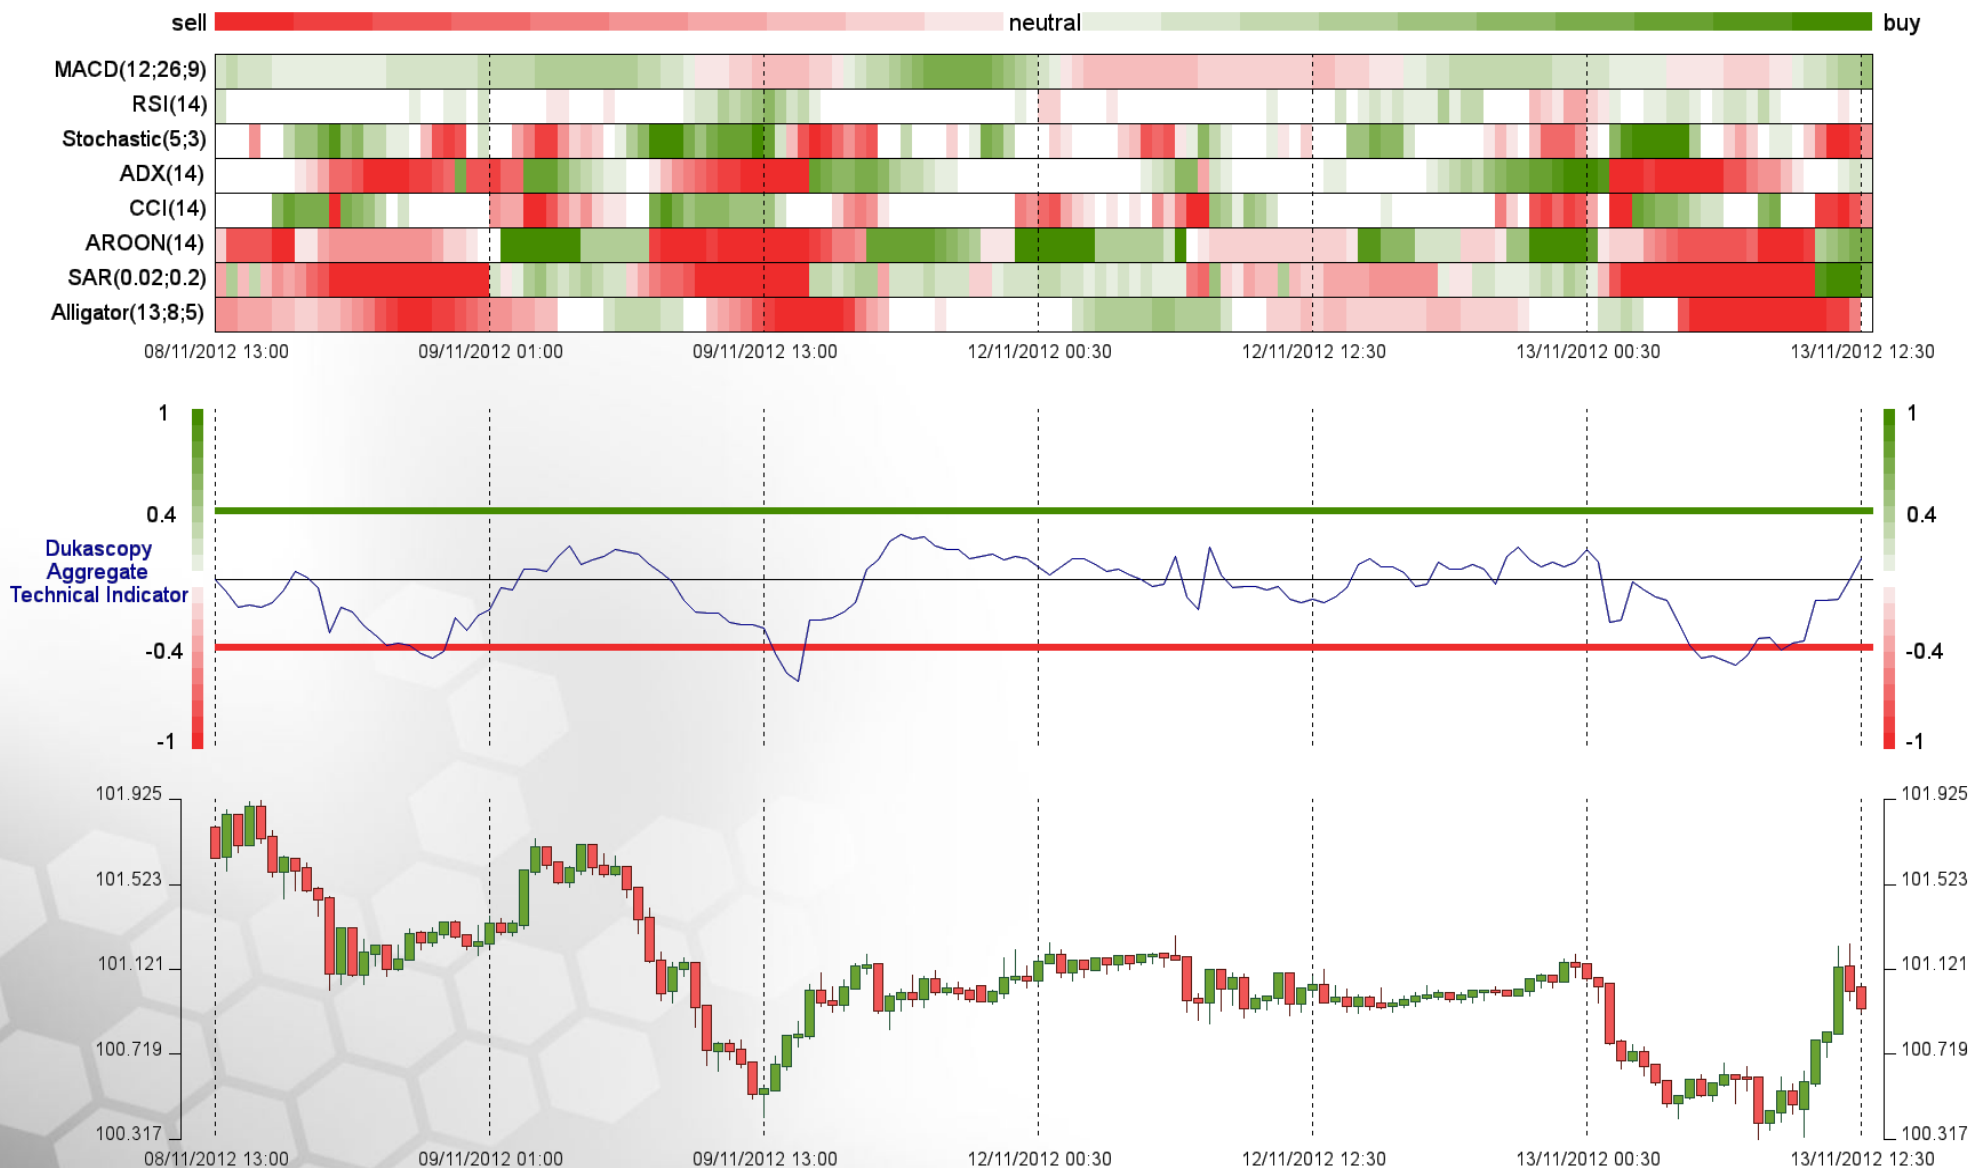 sell neutral buy
MACD(12;26;9)
RSI(14)
Stochastic(5;3)
ADX(14)
CCI(14)
AROON(14)
SAR(0.02;0.2)
Alligator(13;8;5)
08/11/2012 13:00 09/11/2012 01:00 09/11/2012 13:00 12/11/2012 00:30 12/11/2012 12:30 13/11/2012 00:30 13/11/2012 12:30
1 1
0.4 0.4
Dukascopy
Aggregate
Technical Indicator
-0.4 -0.4
-1 -1
101.925 101.925
101.523 101.523
101.121 101.121
100.719 100.719
100.317 100.317
08/11/2012 13:00 09/11/2012 01:00 09/11/2012 13:00 12/11/2012 00:30 12/11/2012 12:30 13/11/2012 00:30 13/11/2012 12:30